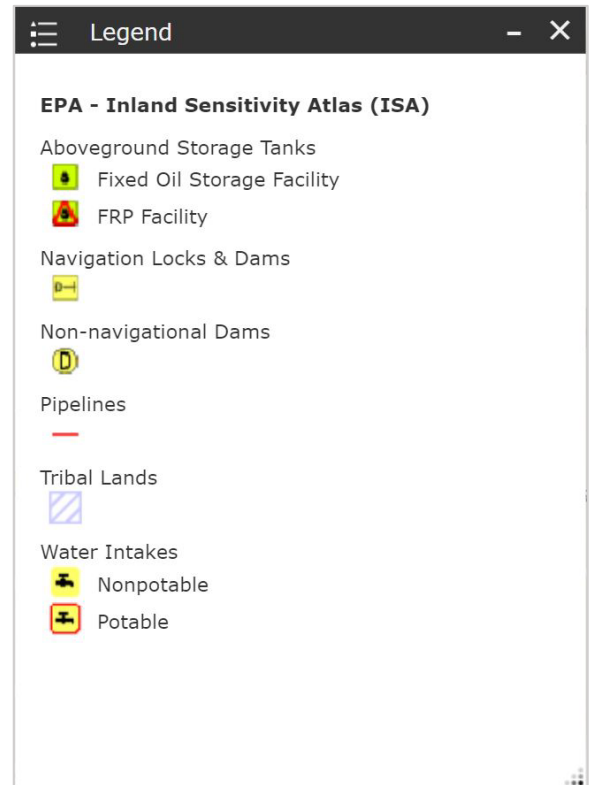 Legend
EPA - Inland Sensitivity Atlas (ISA)
Aboveground Storage Tanks
Fixed Oil Storage Facility
FRP Facility
Navigation Locks & Dams
D
Non-navigational Dams
D
Pipelines
Tribal Lands
Water Intakes
Nonpotable
Potable